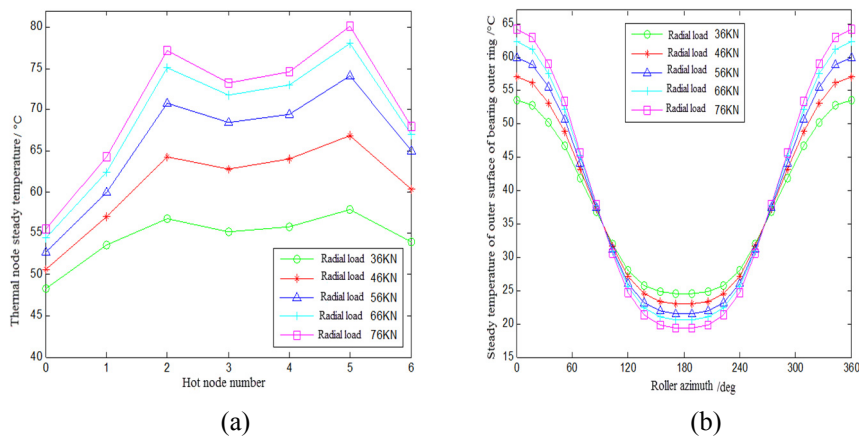 80
75
70
65
60
55
50
45
40
0
1
2
3
4
5
6
Thermal node steady temperature/ °C
Hot node number
Radial load 36KN
Radial load 46KN
Radial load 56KN
Radial load 66KN
Radial load 76KN
(a)
65
60
55
50
45
40
35
30
25
20
15
0
60
120
180
240
300
360
Steady temperature of outer surface of bearing outer ring /°C
Roller azimuth /deg
Radial load 36KN
Radial load 46KN
Radial load 56KN
Radial load 66KN
Radial load 76KN
(b)